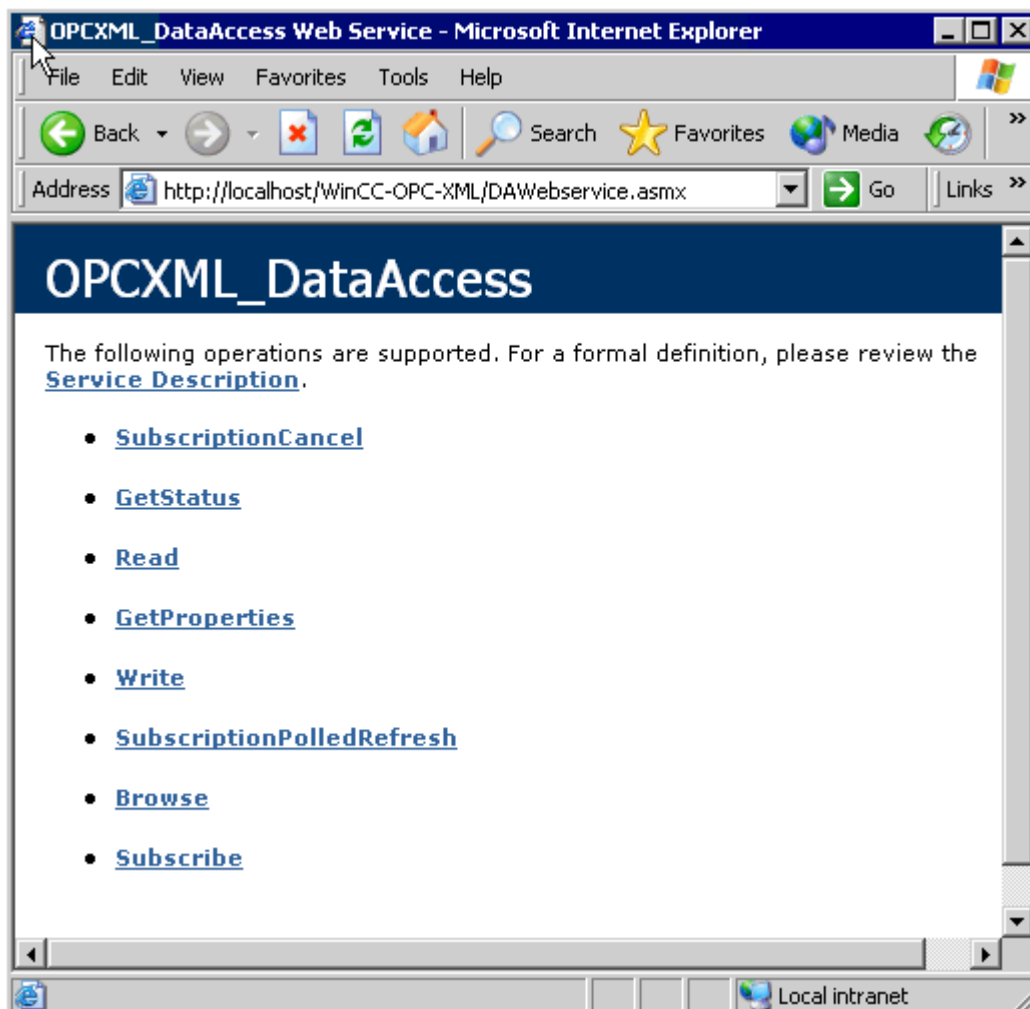 OPCXML_DataAccess Web Service - Microsoft Internet Explorer
File Edit View Favorites Tools Help
Back Search Favorites Media »
Address http://localhost/WinCC-OPC-XML/DAWebservice.asmx Go Links »
OPCXML_DataAccess
The following operations are supported. For a formal definition, please review the
Service Description.
• SubscriptionCancel
• GetStatus
• Read
• GetProperties
• Write
• SubscriptionPolledRefresh
• Browse
• Subscribe
Local intranet